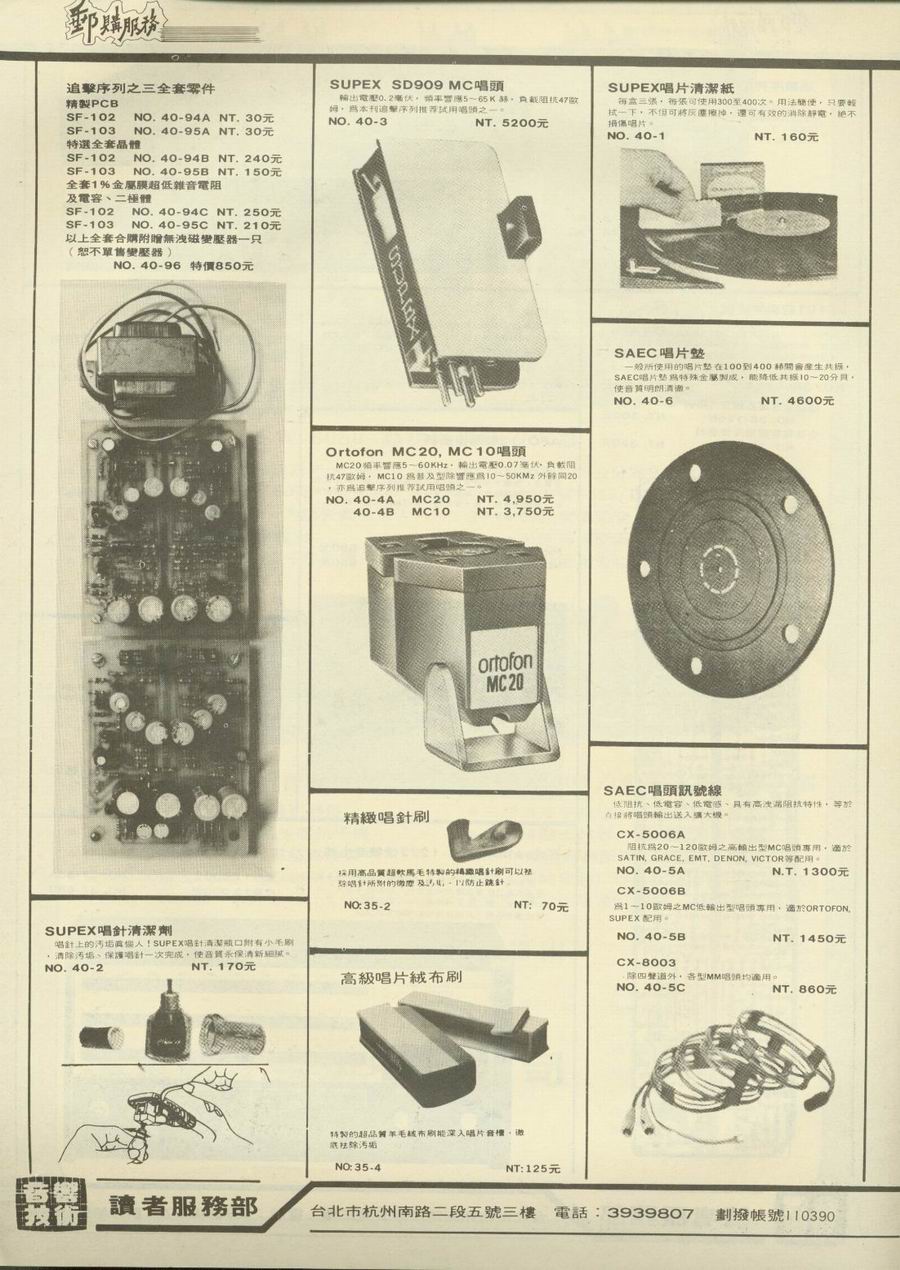 郵購服務
追擊序列之三全套零件
精製PCB
SF-102 NO. 40-94A NT. 30元
SF-103 NO. 40-95A NT. 30元
特選全套晶體
SF-102 NO. 40-94B NT. 240元
SF-103 NO. 40-95B NT. 150元
全套1%金屬膜超低雜音電阻
及電容、二極體
SF-102 NO. 40-94C NT. 250元
SF-103 NO. 40-95C NT. 210元
以上全套合購附贈無洩磁變壓器一只
（恕不單售變壓器）
NO. 40-96 特價850元
SUPEX唱針清潔劑
唱針上的汚垢眞惱人！SUPEX唱針清潔瓶口附有小毛刷
，清除汚垢、保護唱針一次完成，使音質永保清新細膩。
NO. 40-2 NT. 170元
SUPEX SD909 MC唱頭
輸出電壓0.2毫伏，頻率響應5～65K赫，負載阻抗47歐
姆，爲本刊追擊序列推荐試用唱頭之一。
NO. 40-3 NT. 5200元
SUPEX
Ortofon MC20, MC10唱頭
MC20頻率響應5～60KHz，輸出電壓0.07毫伏，負載阻
抗47歐姆，MC10爲普及型除響應爲10～50KMz外餘同20
，亦爲追擊序列推荐試用唱頭之一。
NO. 40-4A MC20 NT. 4,950元
40-4B MC10 NT. 3,750元
ortofon
MC 20
精緻唱針刷
採用高品質超軟馬毛特製的精緻唱針刷可以袪
除唱針所附的微塵及汚垢，以防止跳針
NO:35-2 NT: 70元
高級唱片絨布刷
特製的超品質羊毛絨布刷能深入唱片音槽，徹
底袪除汚垢
NO:35-4 NT:125元
SUPEX唱片清潔紙
每盒三張，每張可使用300至400次。用法簡便，只要輕
拭一下，不但可將灰塵擦掉，還可有效的消除靜電，絕不
損傷唱片。
NO. 40-1 NT. 160元
SAEC唱片墊
一般所使用的唱片墊在100到400赫間會產生共振，
SAEC唱片墊爲特殊金屬製成，能降低共振10～20分貝，
使音質明朗清徹。
NO. 40-6 NT. 4600元
SAEC唱頭訊號線
低阻抗、低電容、低電感、具有高洩漏阻抗特性，等於
直接將唱頭輸出送入擴大機。
CX-5006A
阻抗爲20～120歐姆之高輸出型MC唱頭專用，適於
SATIN, GRACE, EMT, DENON, VICTOR等配用。
NO. 40-5A N.T. 1300元
CX-5006B
爲1～10歐姆之MC低輸出型唱頭專用，適於ORTOFON,
SUPEX配用。
NO. 40-5B NT. 1450元
CX-8003
除四聲道外，各型MM唱頭均適用。
NO. 40-5C NT. 860元
音響技術
讀者服務部
台北市杭州南路二段五號三樓 電話：3939807 劃撥帳號110390